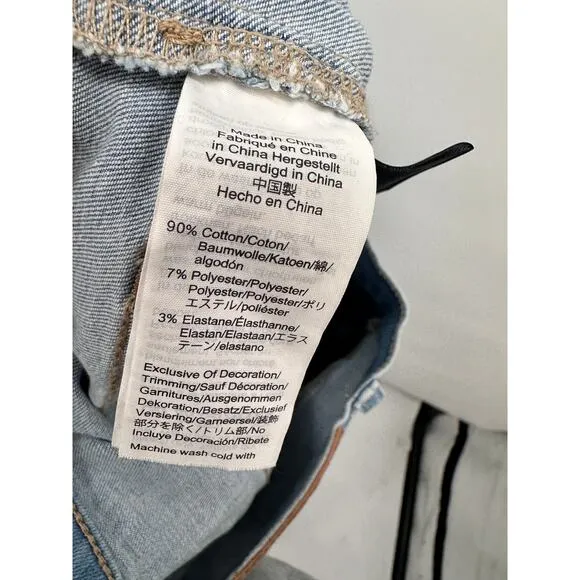 Made in China
Fabriqué en Chine
in China Hergestellt
Vervaardigd in China
中国製
Hecho en China
90% Cotton/Coton/
Baumwolle/Katoen/綿/
algodón
7% Polyester/Polyester/
Polyester/Polyester/ポリ
エステル/poliéster
3% Elastane/Élasthanne/
Elastan/Elastaan/エラス
テーン/elastano
Exclusive Of Decoration/
Trimming/Sauf Décoration/
Garnitures/Ausgenommen
Dekoration/Besatz/Exclusief
Versiering/Garneersel/装飾
部分を除く/トリム部/No
Incluye Decoración/Ribete
Machine wash cold with